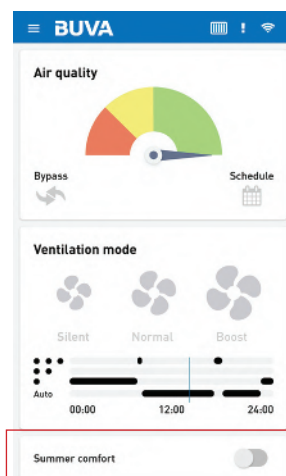 BUVA
Air quality
Bypass Schedule
Ventilation mode
Silent Normal Boost
Auto
00:00 12:00 24:00
Summer comfort